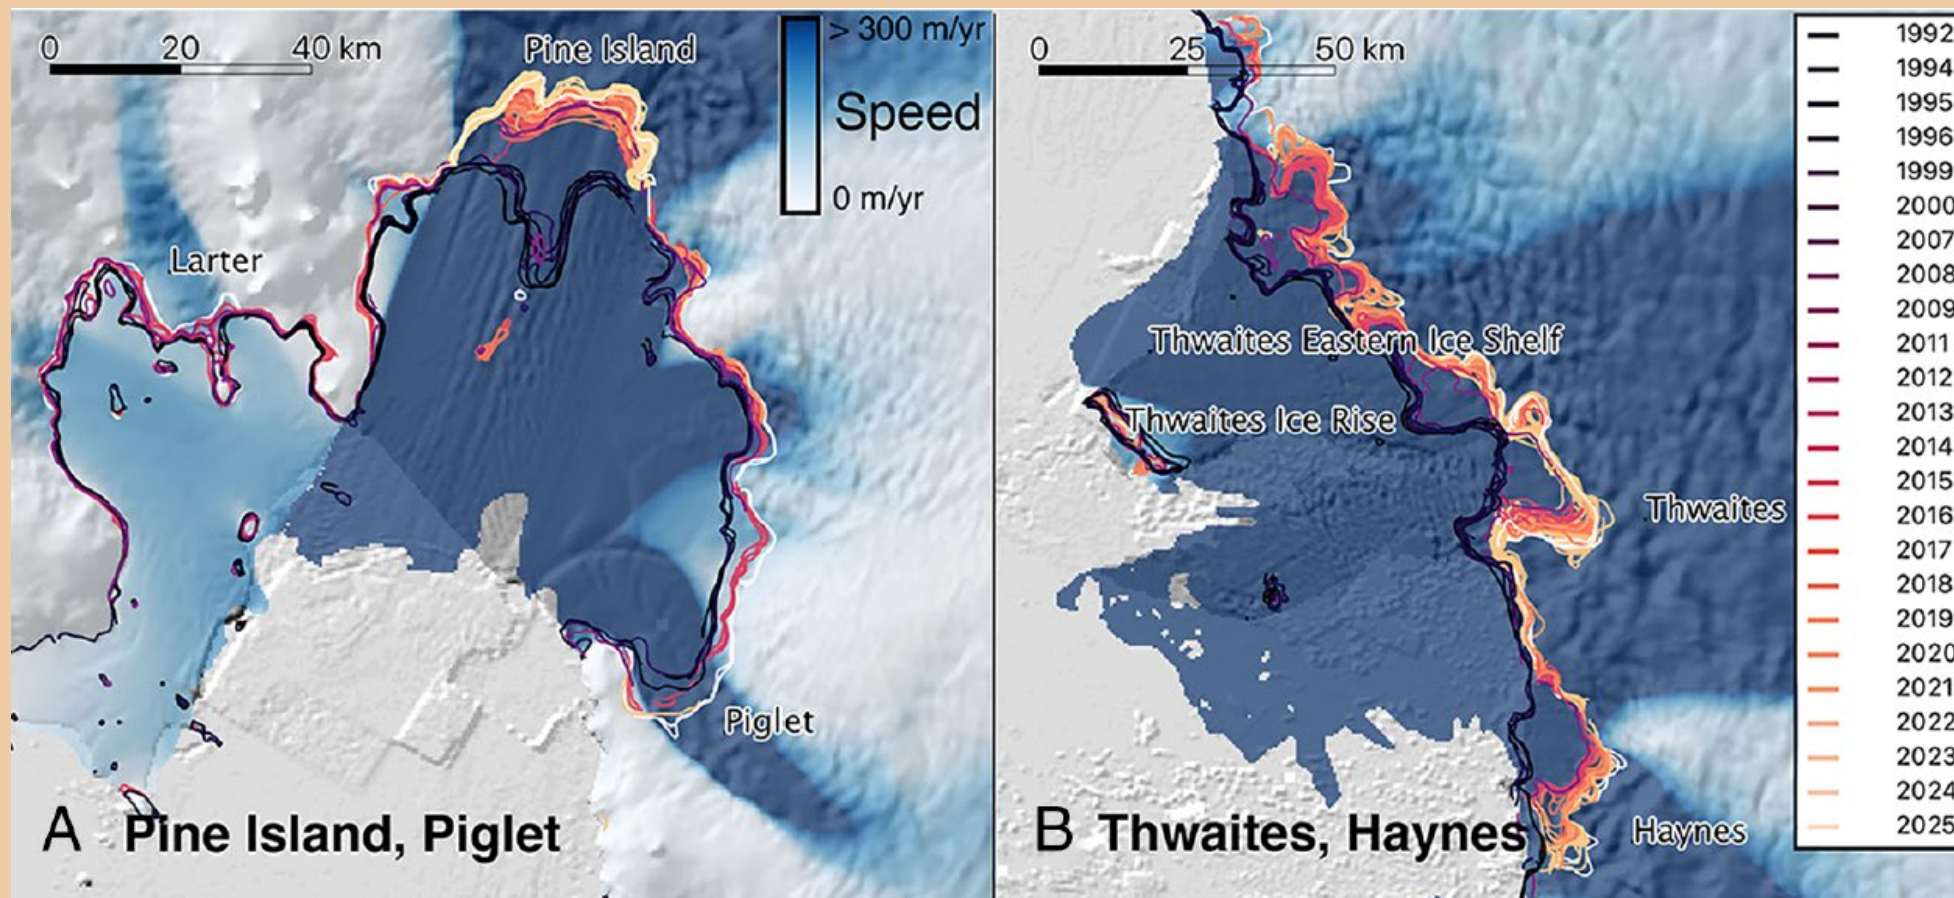 0 20 40 km
Pine Island
> 300 m/yr
Speed
0 m/yr
Larter
Piglet
A Pine Island, Piglet
0 25 50 km
Thwaites Eastern Ice Shelf
Thwaites Ice Rise
Thwaites
Haynes
B Thwaites, Haynes
1992
1994
1995
1996
1999
2000
2007
2008
2009
2011
2012
2013
2014
2015
2016
2017
2018
2019
2020
2021
2022
2023
2024
2025